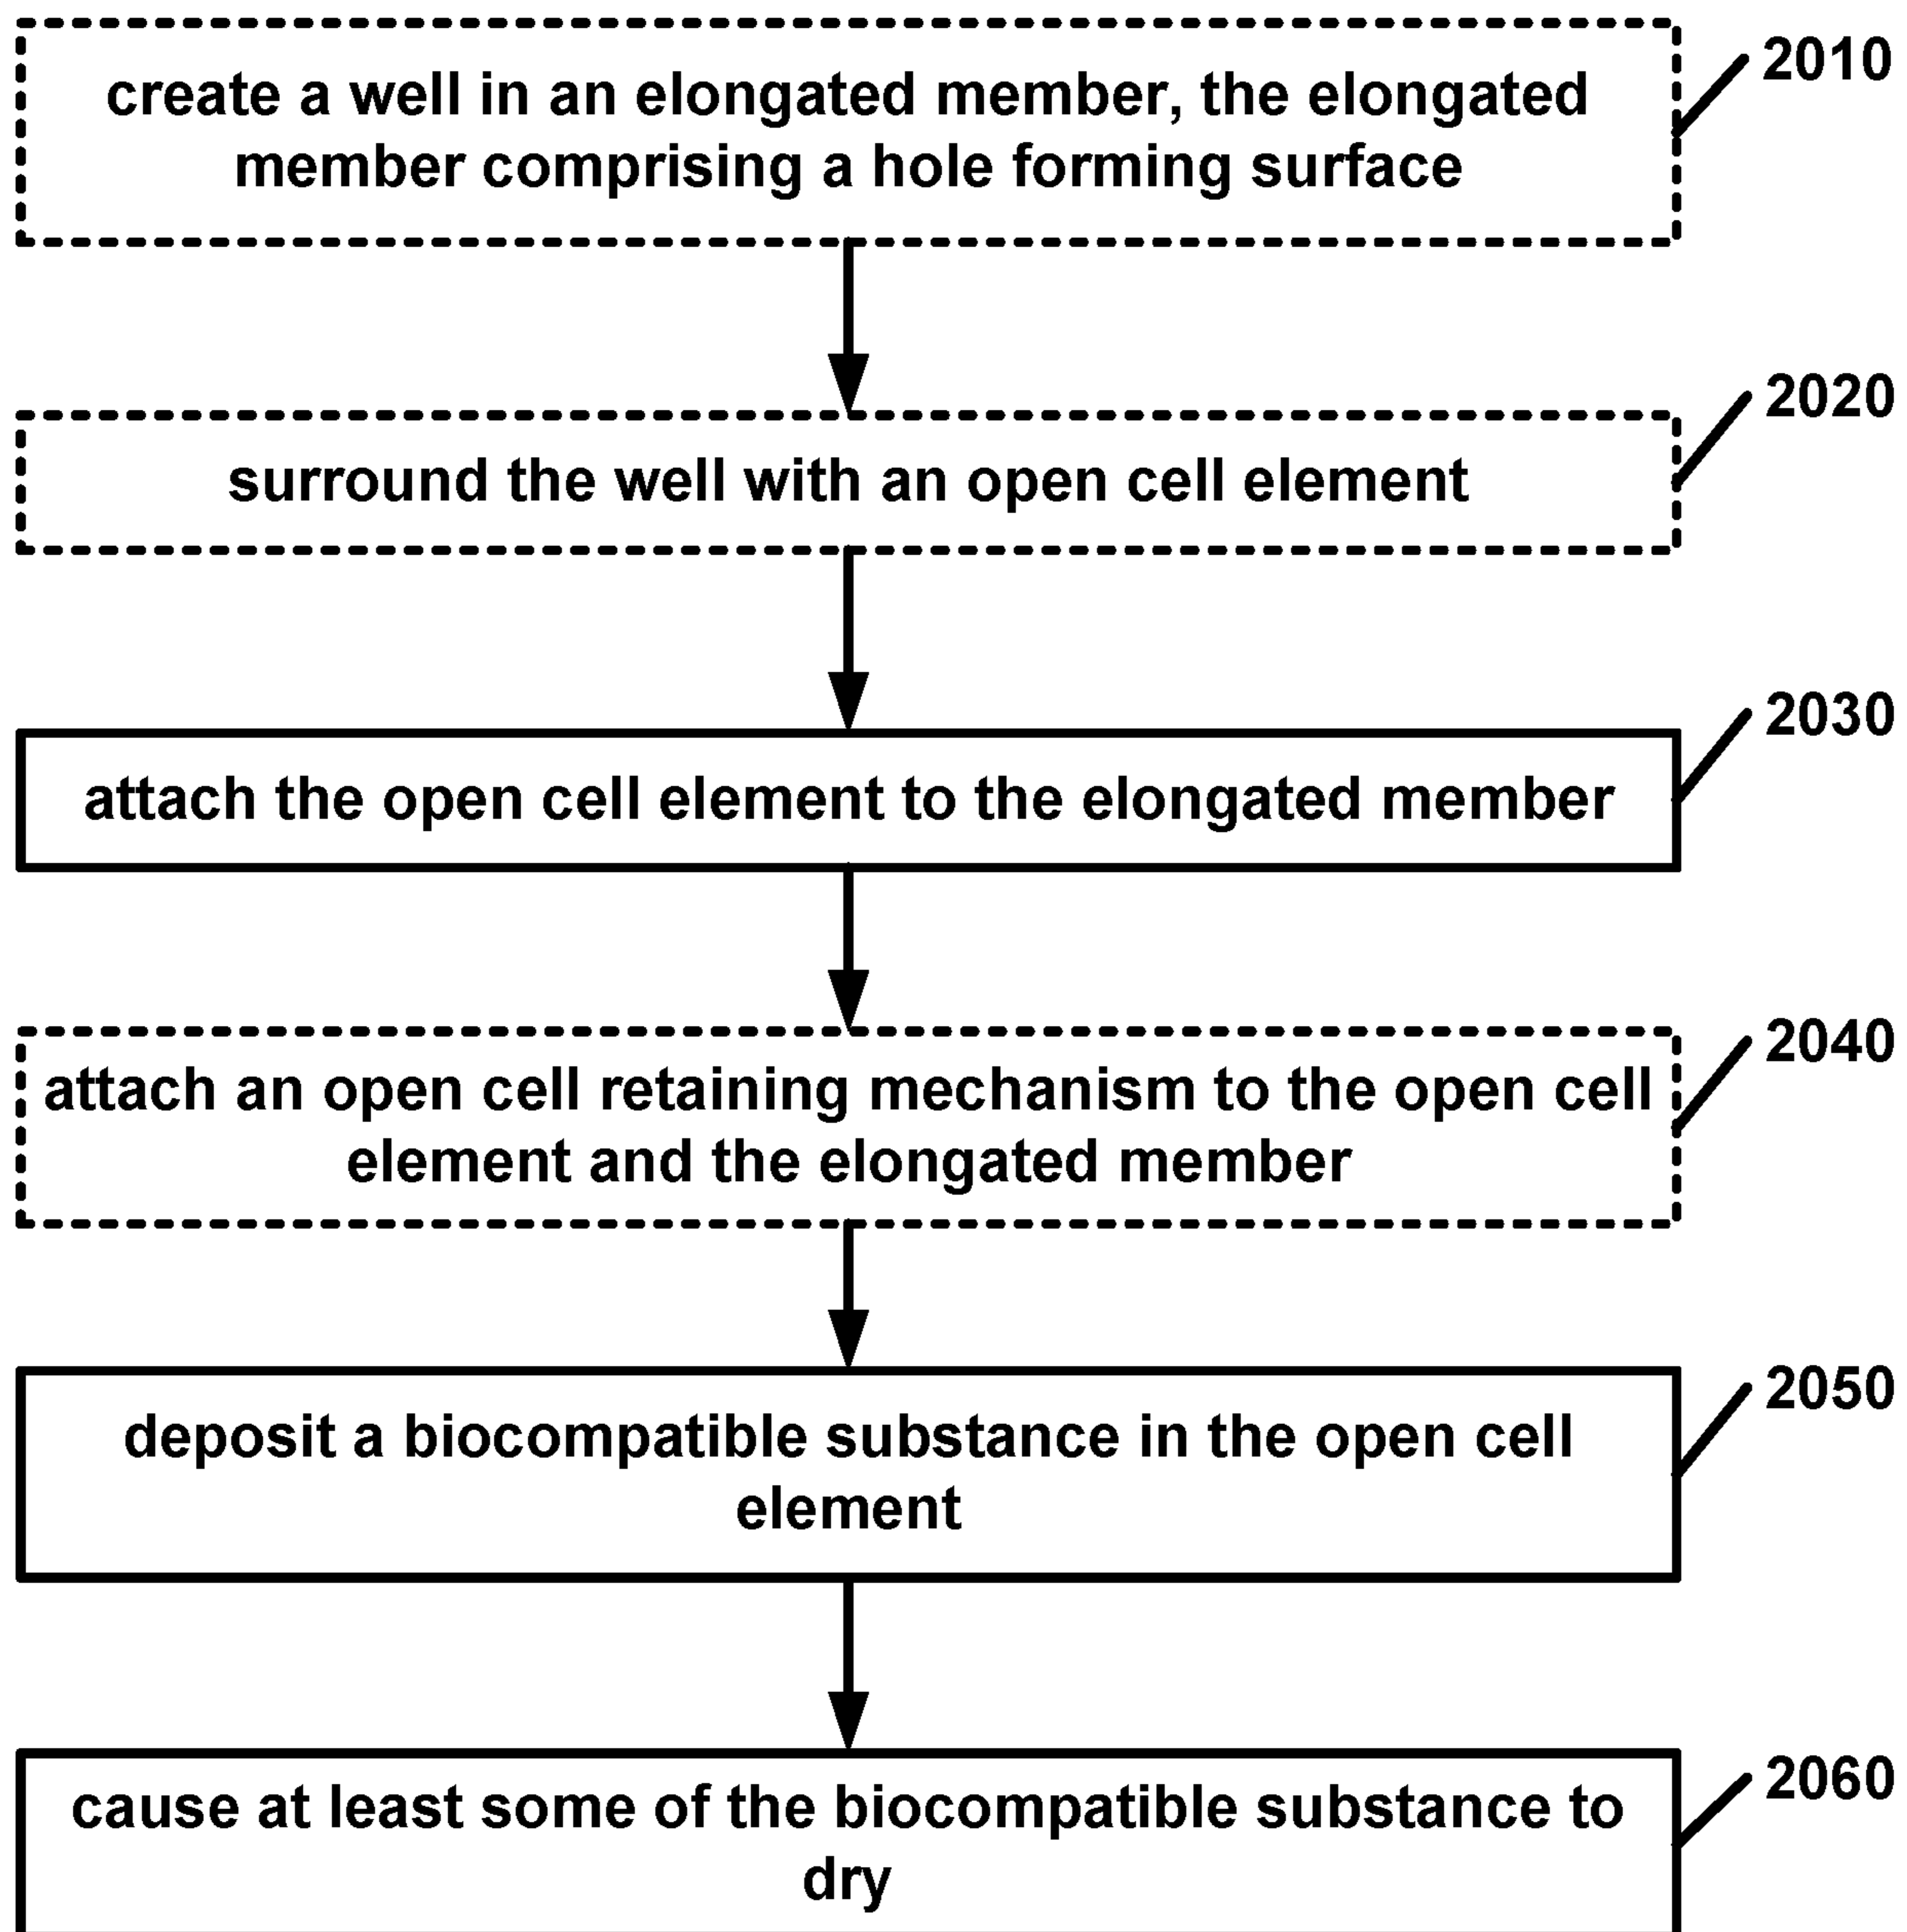 create a well in an elongated member, the elongated
member comprising a hole forming surface
2010
surround the well with an open cell element
2020
attach the open cell element to the elongated member
2030
attach an open cell retaining mechanism to the open cell
element and the elongated member
2040
deposit a biocompatible substance in the open cell
element
2050
cause at least some of the biocompatible substance to
dry
2060